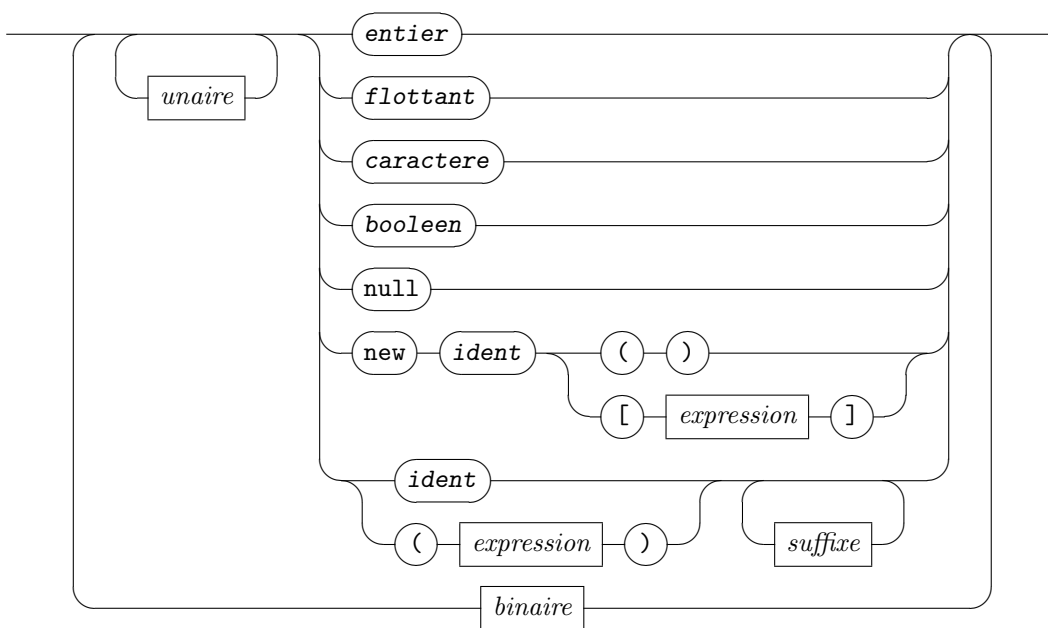 entier
unaire flottant
caractere
booleen
null
new ident ( )
[ expression ]
ident
( expression ) suffixe
binaire